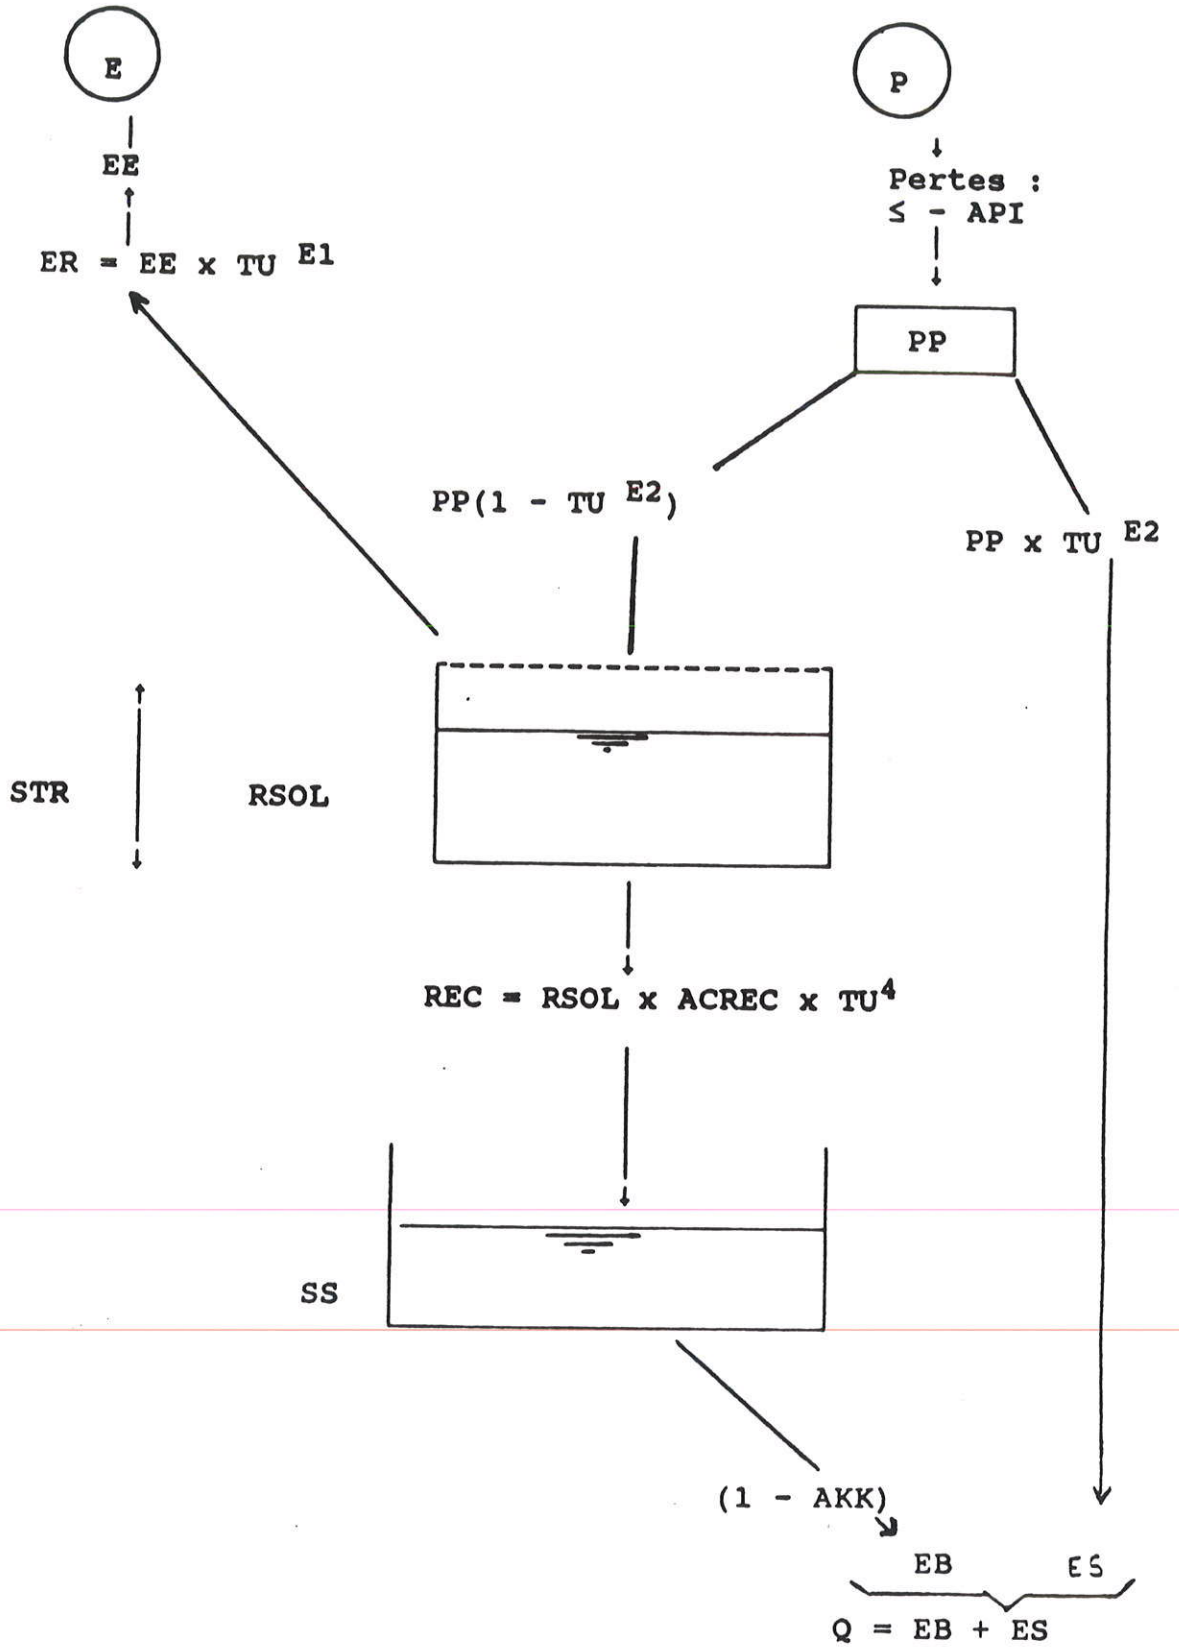 E
P
EE
Pertes :
≤ - API
ER = EE x TU E1
PP
PP(1 - TU E2)
PP x TU E2
STR
RSOL
REC = RSOL x ACREC x TU4
SS
(1 - AKK)
EB
ES
Q = EB + ES